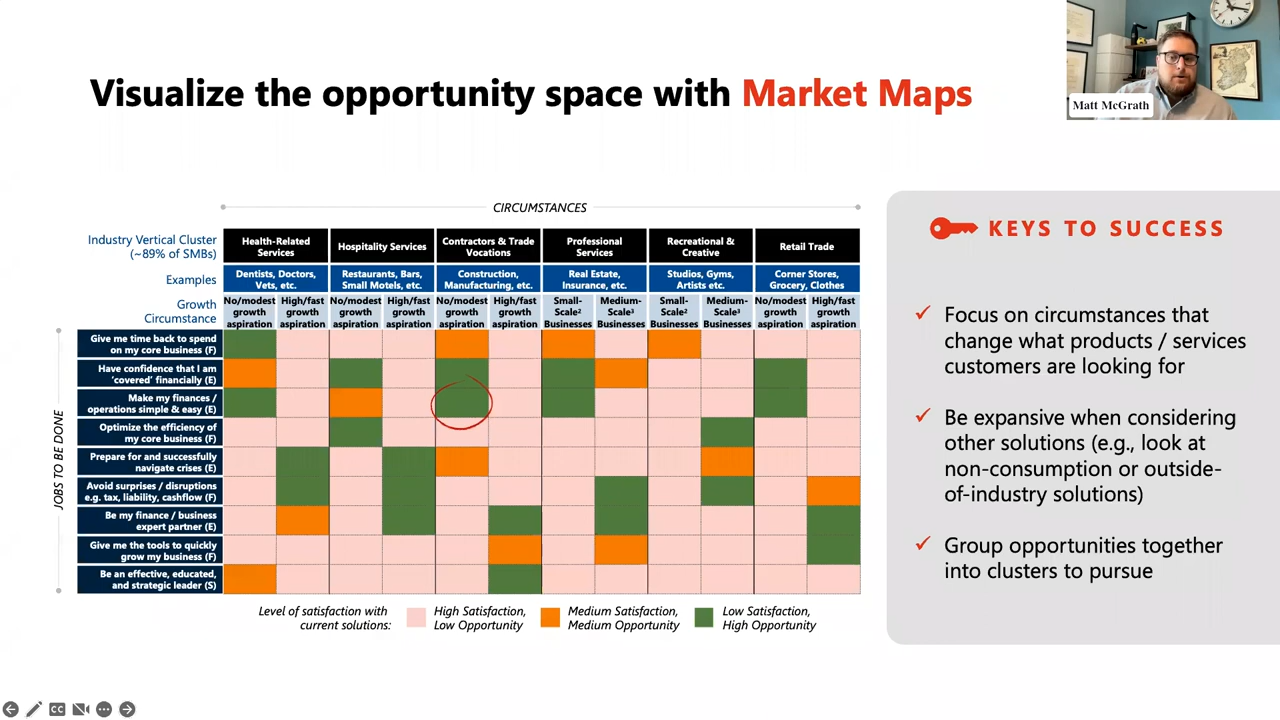 Visualize the opportunity space with Market Maps
Matt McGrath
CIRCUMSTANCES
Industry Vertical Cluster
(~89% of SMBs)
Health-Related
Services
Hospitality Services
Contractors & Trade
Vocations
Professional
Services
Recreational &
Creative
Retail Trade
Examples
Dentists, Doctors,
Vets, etc.
Restaurants, Bars,
Small Motels, etc.
Construction,
Manufacturing, etc.
Real Estate,
Insurance, etc.
Studios, Gyms,
Artists etc.
Corner Stores,
Grocery, Clothes
Growth
Circumstance
No/modest
growth
aspiration
High/fast
growth
aspiration
No/modest
growth
aspiration
High/fast
growth
aspiration
No/modest
growth
aspiration
High/fast
growth
aspiration
Small-
Scale²
Businesses
Medium-
Scale³
Businesses
Small-
Scale²
Businesses
Medium-
Scale³
Businesses
No/modest
growth
aspiration
High/fast
growth
aspiration
JOBS TO BE DONE
Give me time back to spend
on my core business (F)
Have confidence that I am
‘covered’ financially (E)
Make my finances /
operations simple & easy (E)
Optimize the efficiency of
my core business (F)
Prepare for and successfully
navigate crises (E)
Avoid surprises / disruptions
e.g. tax, liability, cashflow (F)
Be my finance / business
expert partner (E)
Give me the tools to quickly
grow my business (F)
Be an effective, educated,
and strategic leader (S)
Level of satisfaction with
current solutions:
High Satisfaction,
Low Opportunity
Medium Satisfaction,
Medium Opportunity
Low Satisfaction,
High Opportunity
KEYS TO SUCCESS
Focus on circumstances that
change what products / services
customers are looking for
Be expansive when considering
other solutions (e.g., look at
non-consumption or outside-
of-industry solutions)
Group opportunities together
into clusters to pursue
CC